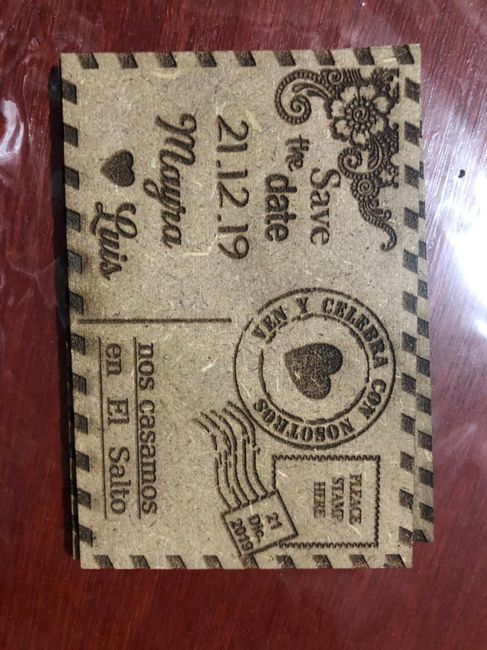 Save
the date
21.12.19
Mayra
Luis
VEN Y CELEBRA CON NOSOTROS
PLEACE
STAMP
HERE
21
Dic.
2019
nos casamos
en El Salto